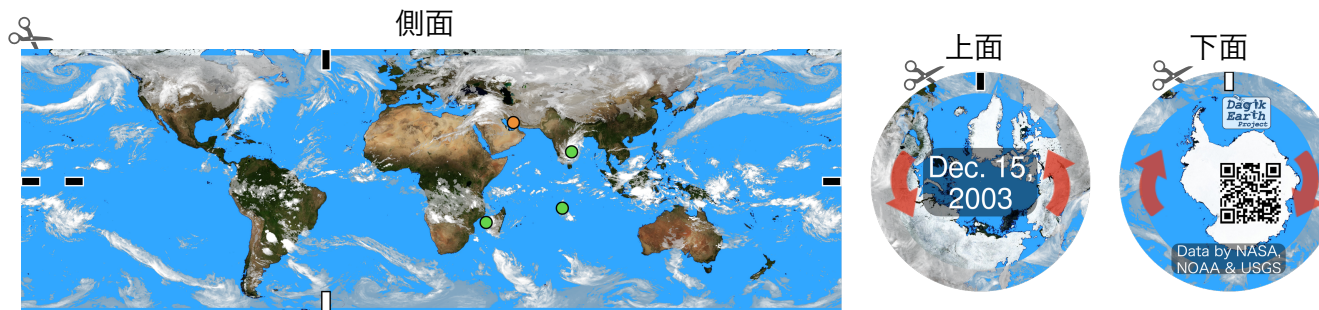 側面
上面
下面
Dec. 15,
2003
Dagik
Earth
Project
Data by NASA,
NOAA & USGS